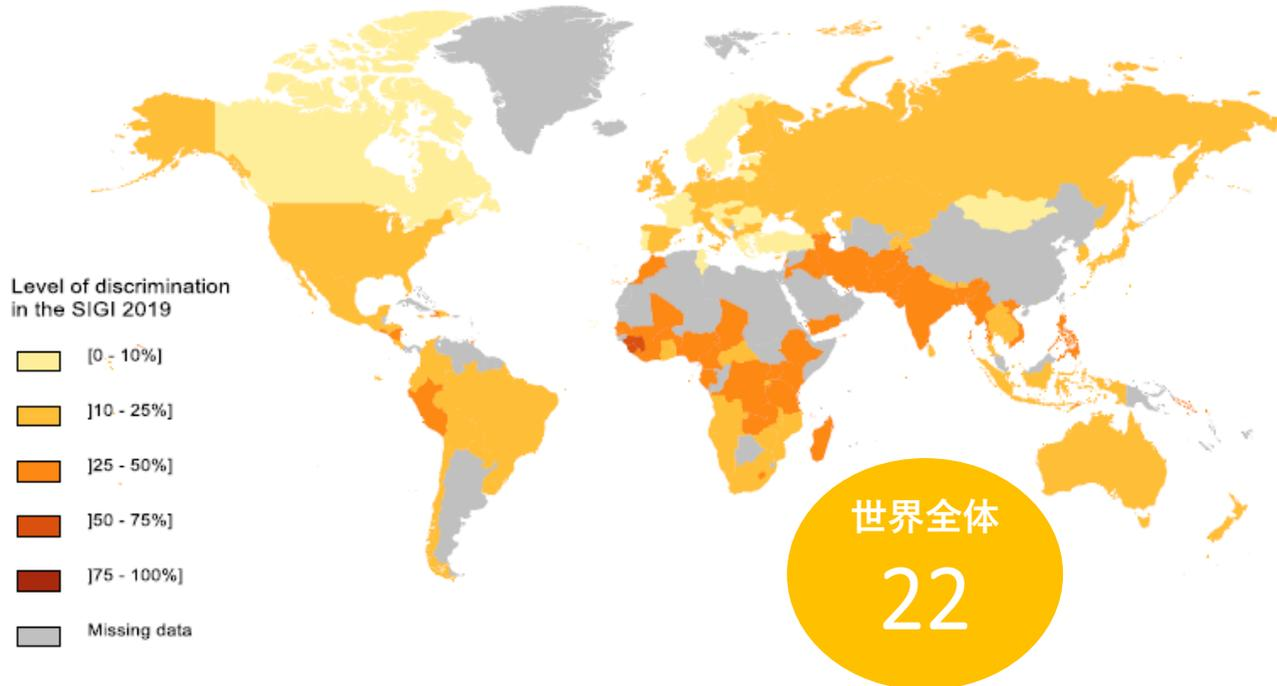 Level of discrimination
in the SIGI 2019
[0 - 10%]
]10 - 25%]
]25 - 50%]
]50 - 75%]
]75 - 100%]
Missing data
世界全体
22